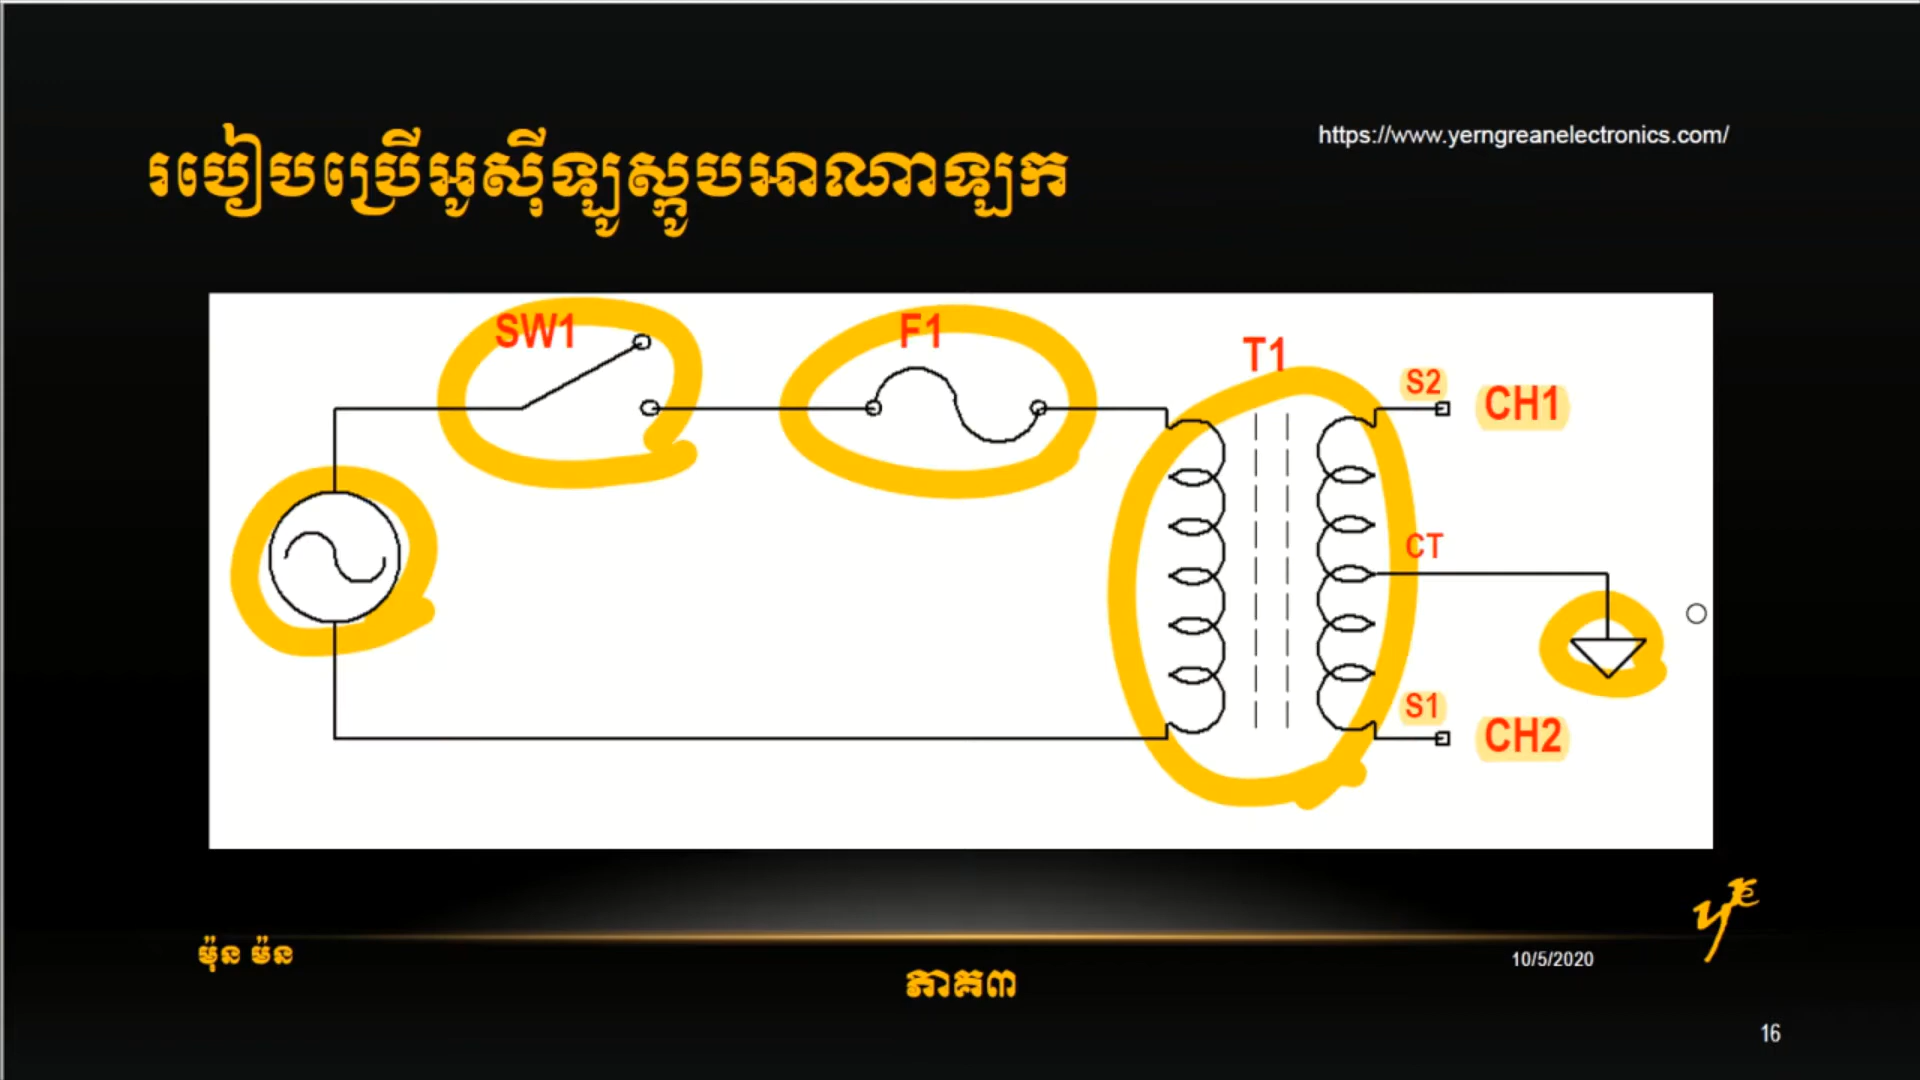 របៀបប្រើអូស៊ីឡូស្កូបអាណាឡូក
https://www.yerngreanelectronics.com/
SW1
F1
T1
S2
CH1
CT
S1
CH2
ម៉ុន ម៉ន
ភាគ៣
10/5/2020
16